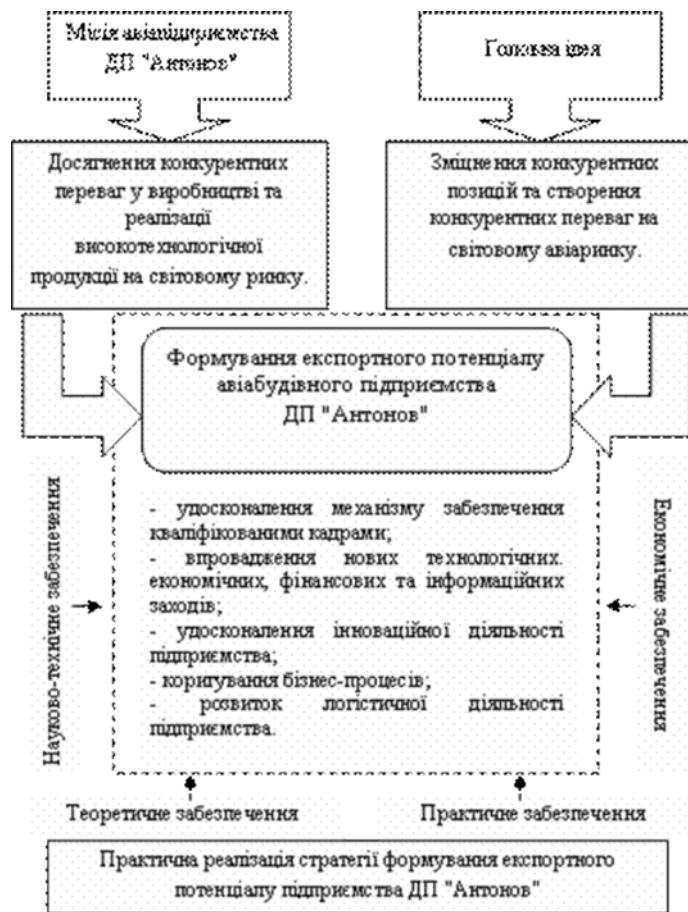 Місія авіапідприємства
ДП "Антонов"
Головна ідея
Досягнення конкурентних
переваг у виробництві та
реалізації
високотехнологічної
продукції на світовому ринку.
Зміцнення конкурентних
позицій та створення
конкурентних переваг на
світовому авіаринку.
Формування експортного потенціалу
авіабудівного підприємства
ДП "Антонов"
Науково-технічне забезпечення
- удосконалення механізму забезпечення
кваліфікованими кадрами;
- впровадження нових технологічних.
економічних, фінансових та інформаційних
заходів;
- удосконалення інноваційної діяльності
підприємства;
- коригування бізнес-процесів;
- розвиток логістичної діяльності
підприємства.
Економічне забезпечення
Теоретичне забезпечення
Практичне забезпечення
Практична реалізація стратегії формування експортного
потенціалу підприємства ДП "Антонов"